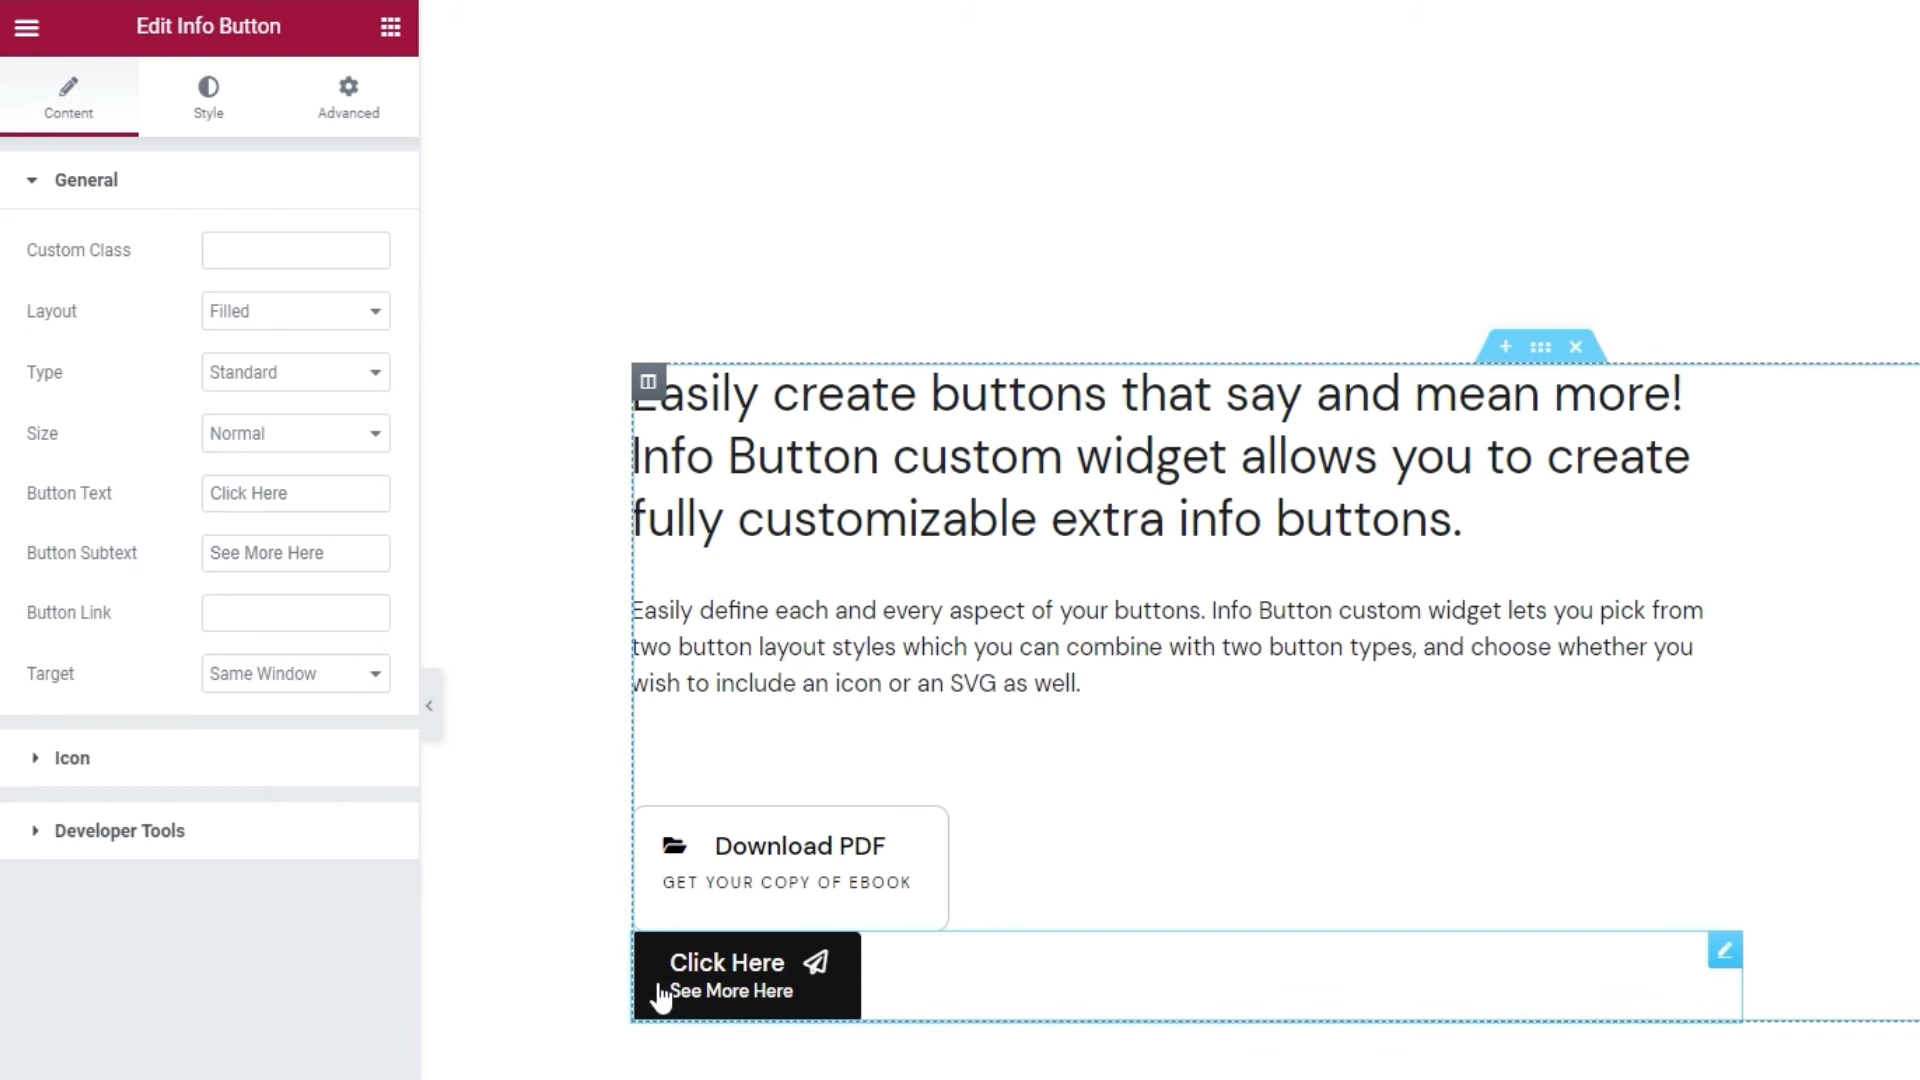 Edit Info Button
Content
Style
Advanced
General
Custom Class
Layout
Filled
Type
Standard
Size
Normal
Button Text
Click Here
Button Subtext
See More Here
Button Link
Target
Same Window
Icon
Developer Tools
Easily create buttons that say and mean more!
Info Button custom widget allows you to create
fully customizable extra info buttons.
Easily define each and every aspect of your buttons. Info Button custom widget lets you pick from
two button layout styles which you can combine with two button types, and choose whether you
wish to include an icon or an SVG as well.
Download PDF
GET YOUR COPY OF EBOOK
Click Here
See More Here